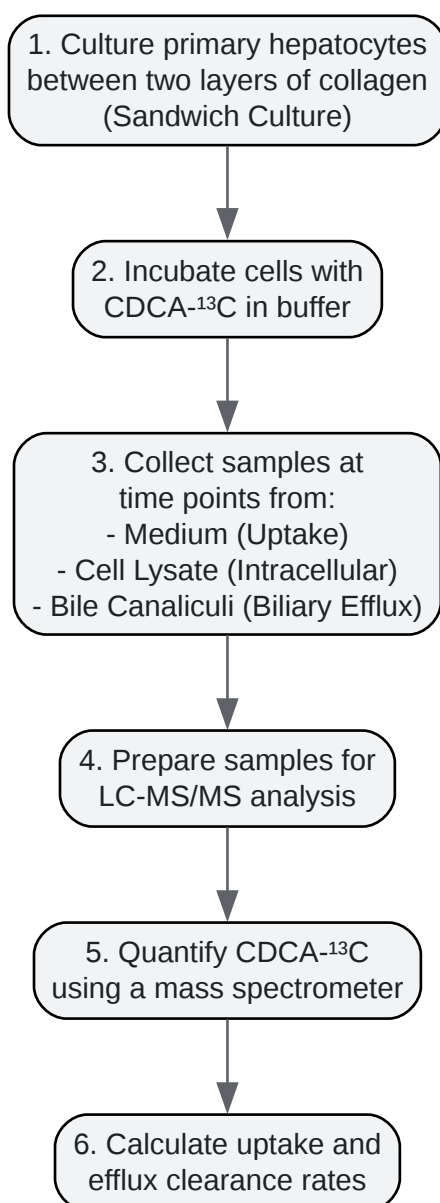 1. Culture primary hepatocytes
between two layers of collagen
(Sandwich Culture)
2. Incubate cells with
CDCA-¹³C in buffer
3. Collect samples at
time points from:
- Medium (Uptake)
- Cell Lysate (Intracellular)
- Bile Canaliculi (Biliary Efflux)
4. Prepare samples for
LC-MS/MS analysis
5. Quantify CDCA-¹³C
using a mass spectrometer
6. Calculate uptake and
efflux clearance rates